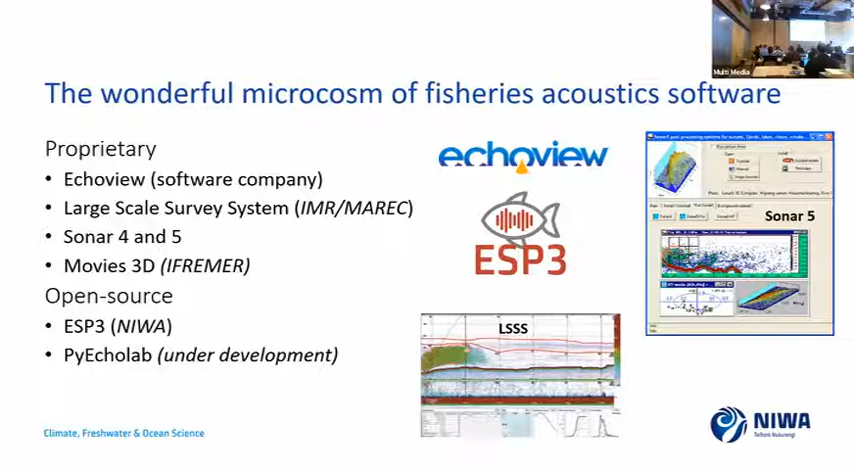 Multi Media
The wonderful microcosm of fisheries acoustics software
Proprietary
• Echoview (software company)
• Large Scale Survey System (IMR/MAREC)
• Sonar 4 and 5
• Movies 3D (IFREMER)
Open-source
• ESP3 (NIWA)
• PyEcholab (under development)
echoview
ESP3
LSSS
Sonar 5
Climate, Freshwater & Ocean Science
NIWA
Taihoro Nukurangi